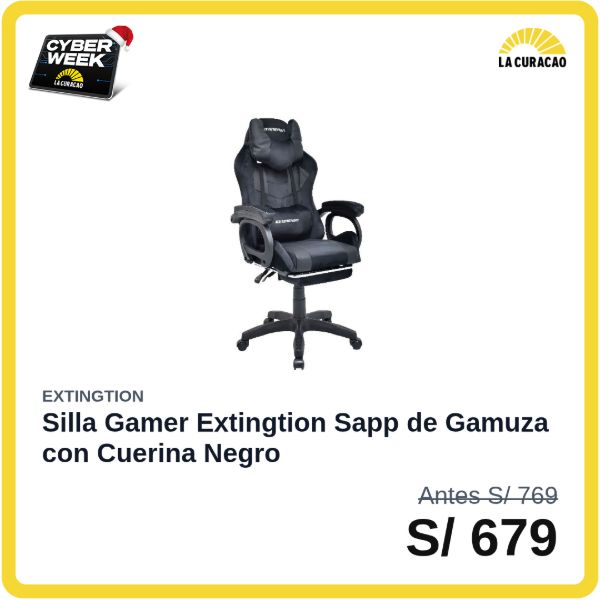 CYBER
WEEK
LA CURACAO
LA CURACAO
EXTINGTION
Silla Gamer Extingtion Sapp de Gamuza
con Cuerina Negro
Antes S/ 769
S/ 679